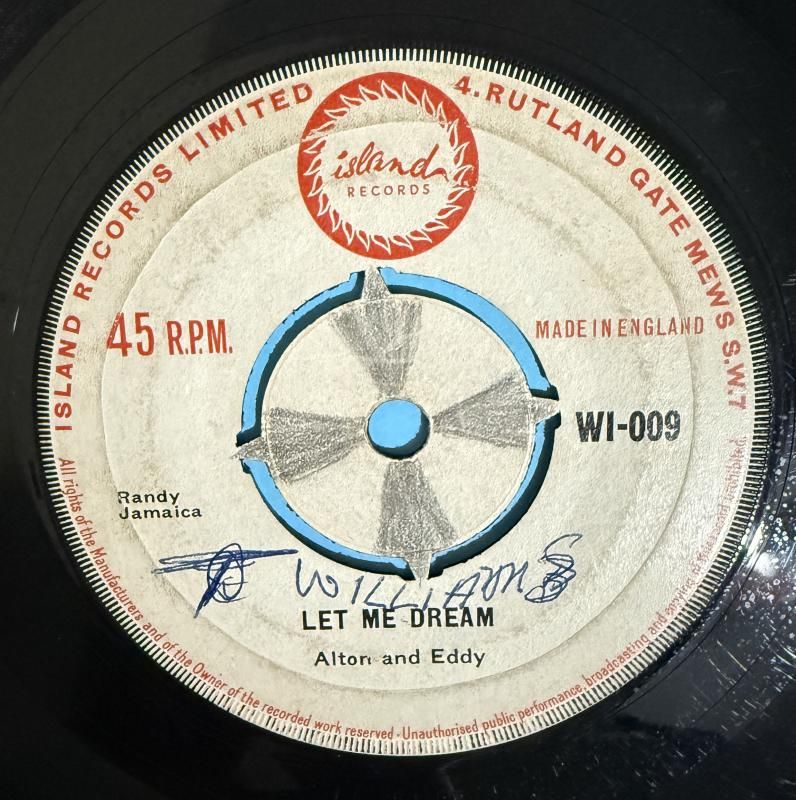 ISLAND RECORDS LIMITED
4. RUTLAND GATE MEWS S.W.7
island
RECORDS
45 R.P.M.
MADE IN ENGLAND
WI-009
Randy
Jamaica
WILLIAMS
LET ME DREAM
Alton and Eddy
All rights of the Manufacturers and of the Owner of the recorded work reserved - Unauthorised public performance, broadcasting and copying of this record prohibited.